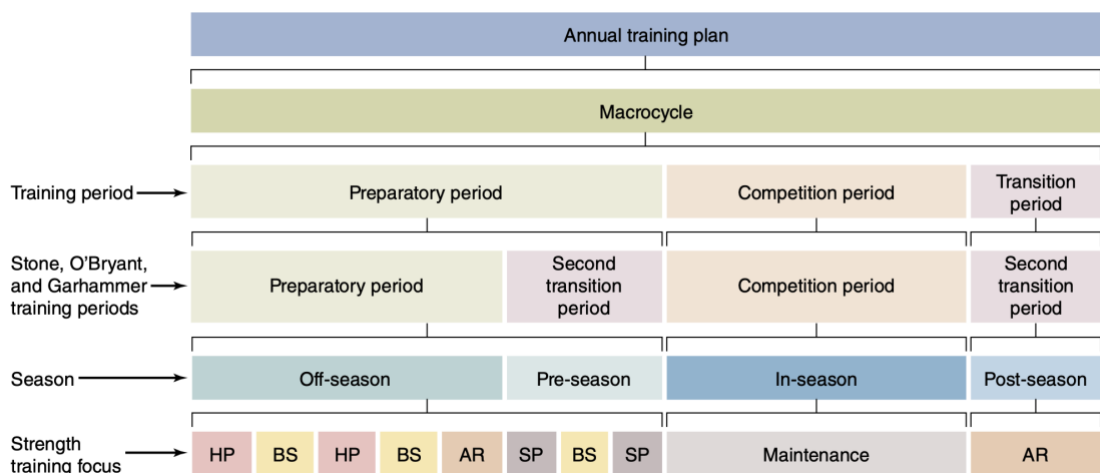 Annual training plan
Macrocycle
Training period
Preparatory period
Competition period
Transition
period
Stone, O'Bryant,
and Garhammer
training periods
Preparatory period
Second
transition
period
Competition period
Second
transition
period
Season
Off-season
Pre-season
In-season
Post-season
Strength
training focus
HP
BS
HP
BS
AR
SP
BS
SP
Maintenance
AR